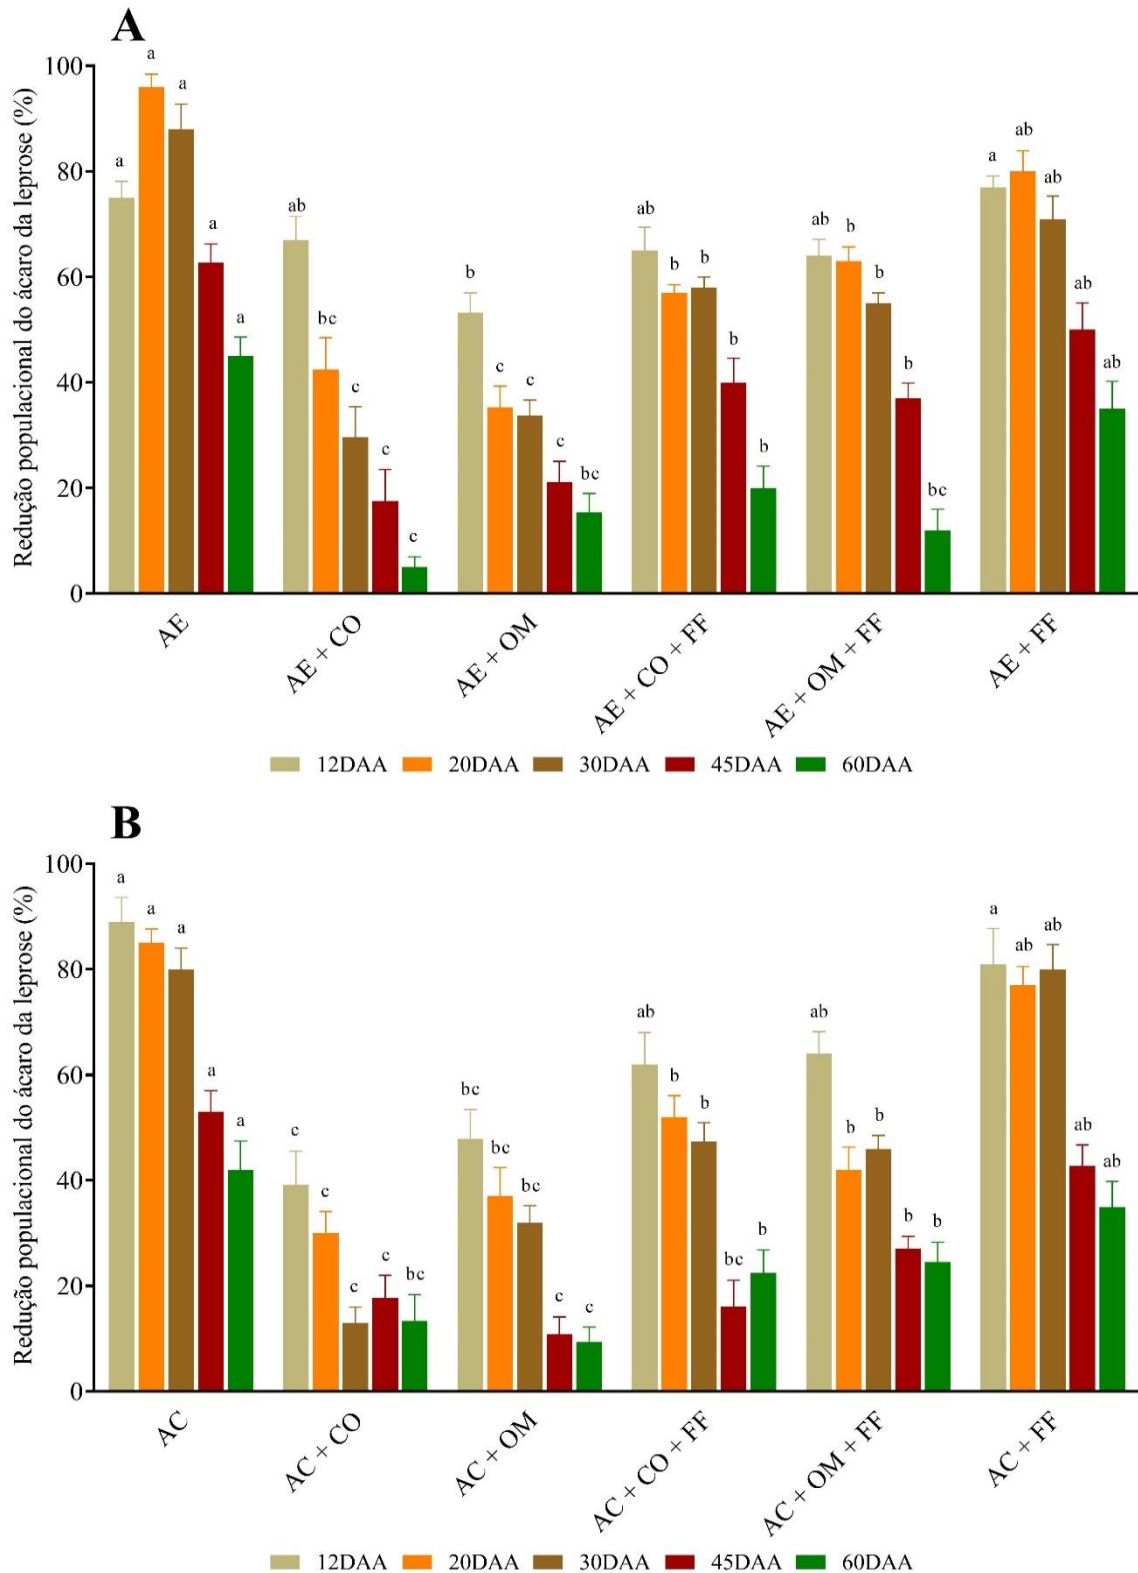 A
Redução populacional do ácaro da leprose (%)
100
80
60
40
20
0
a a a a a
ab bc c c c
b c c c bc
ab b b b b
ab b b b bc
a ab ab ab ab
AE
AE + CO
AE + OM
AE + CO + FF
AE + OM + FF
AE + FF
12DAA 20DAA 30DAA 45DAA 60DAA
B
Redução populacional do ácaro da leprose (%)
100
80
60
40
20
0
a a a a a
c c c c bc
bc bc bc c c
ab b b bc b
ab b b b b
a ab ab ab ab
AC
AC + CO
AC + OM
AC + CO + FF
AC + OM + FF
AC + FF
12DAA 20DAA 30DAA 45DAA 60DAA